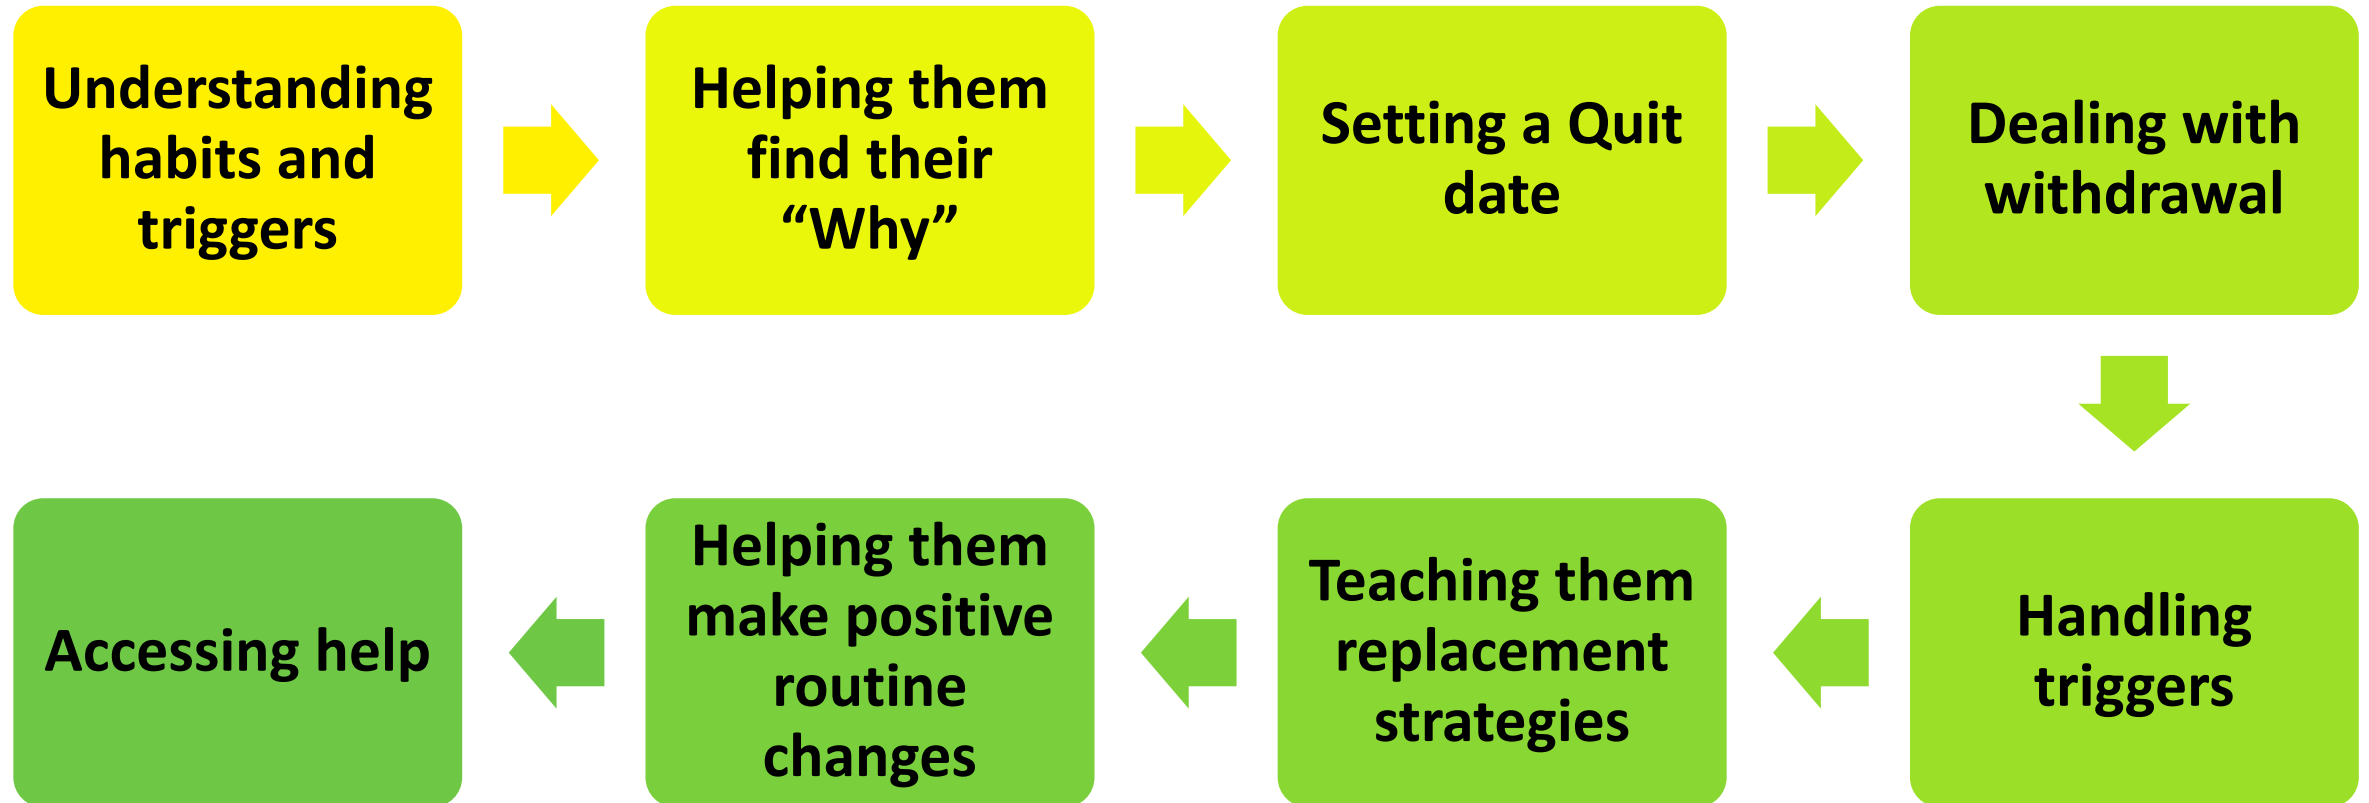 Understanding
habits and
triggers
Helping them
find their
“Why”
Setting a Quit
date
Dealing with
withdrawal
Handling
triggers
Teaching them
replacement
strategies
Helping them
make positive
routine
changes
Accessing help